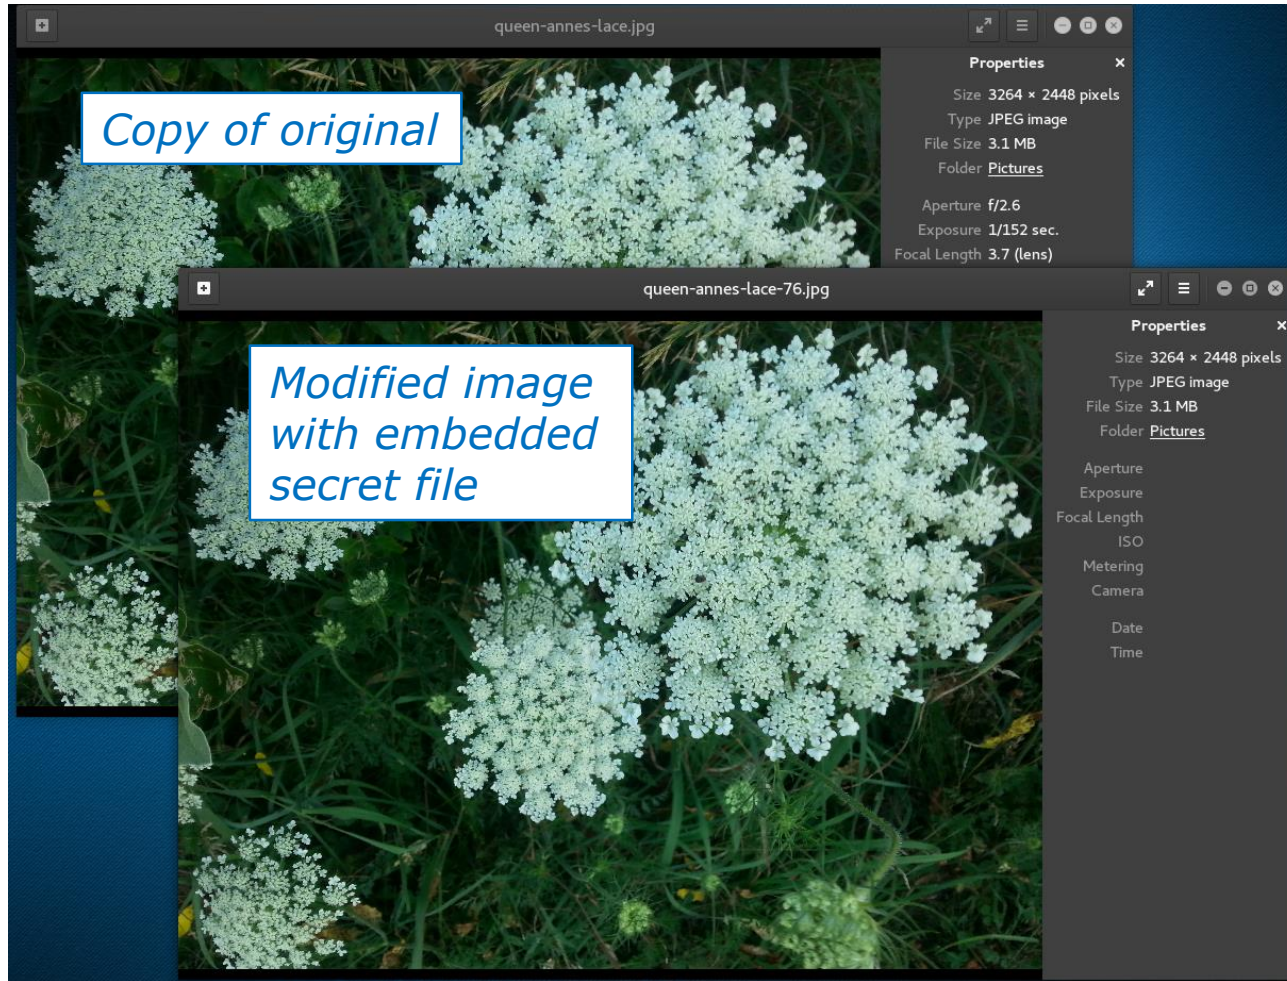 queen-annes-lace.jpg
Properties
Size 3264 × 2448 pixels
Type JPEG image
File Size 3.1 MB
Folder Pictures
Aperture f/2.6
Exposure 1/152 sec.
Focal Length 3.7 (lens)
Copy of original
queen-annes-lace-76.jpg
Properties
Size 3264 × 2448 pixels
Type JPEG image
File Size 3.1 MB
Folder Pictures
Aperture
Exposure
Focal Length
ISO
Metering
Camera
Date
Time
Modified image
with embedded
secret file